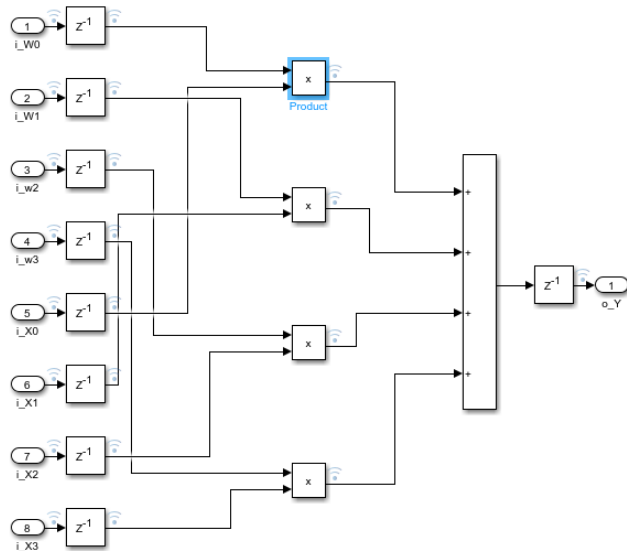 1
z-1
i_W0
2
z-1
i_W1
3
z-1
i_w2
4
z-1
i_w3
5
z-1
i_X0
6
z-1
i_X1
7
z-1
i_X2
8
z-1
i_X3
x
Product
x
x
x
+
+
+
+
z-1
1
o_Y